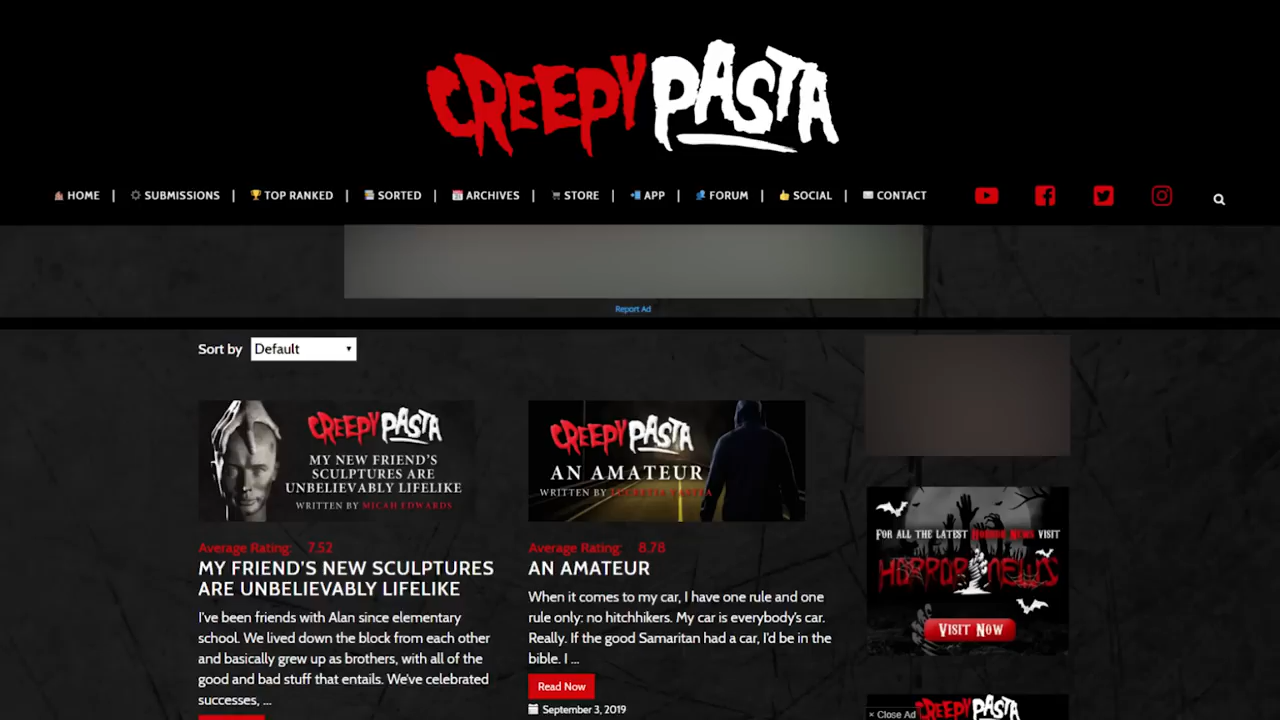 CREEPYPASTA
HOME | SUBMISSIONS | TOP RANKED | SORTED | ARCHIVES | STORE | APP | FORUM | SOCIAL | CONTACT
Report Ad
Sort by Default
CREEPYPASTA
MY NEW FRIEND'S
SCULPTURES ARE
UNBELIEVABLY LIFELIKE
WRITTEN BY MICAH EDWARDS
Average Rating: 7.52
MY FRIEND'S NEW SCULPTURES
ARE UNBELIEVABLY LIFELIKE
I've been friends with Alan since elementary
school. We lived down the block from each other
and basically grew up as brothers, with all of the
good and bad stuff that entails. We've celebrated
successes, ...
CREEPYPASTA
AN AMATEUR
WRITTEN BY
Average Rating: 8.78
AN AMATEUR
When it comes to my car, I have one rule and one
rule only: no hitchhikers. My car is everybody's car.
Really. If the good Samaritan had a car, I'd be in the
bible. I ...
Read Now
September 3, 2019
FOR ALL THE LATEST HORROR NEWS VISIT
HORROR NEWS
VISIT NOW
CREEPYPASTA
× Close Ad